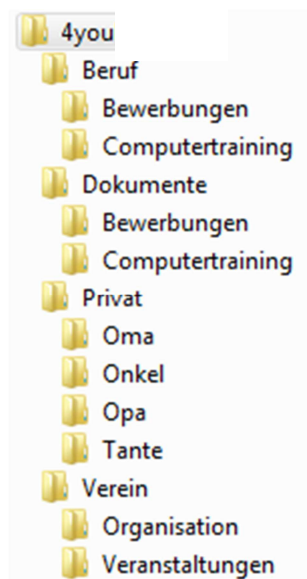 4you
Beruf
Bewerbungen
Computertraining
Dokumente
Bewerbungen
Computertraining
Privat
Oma
Onkel
Opa
Tante
Verein
Organisation
Veranstaltungen